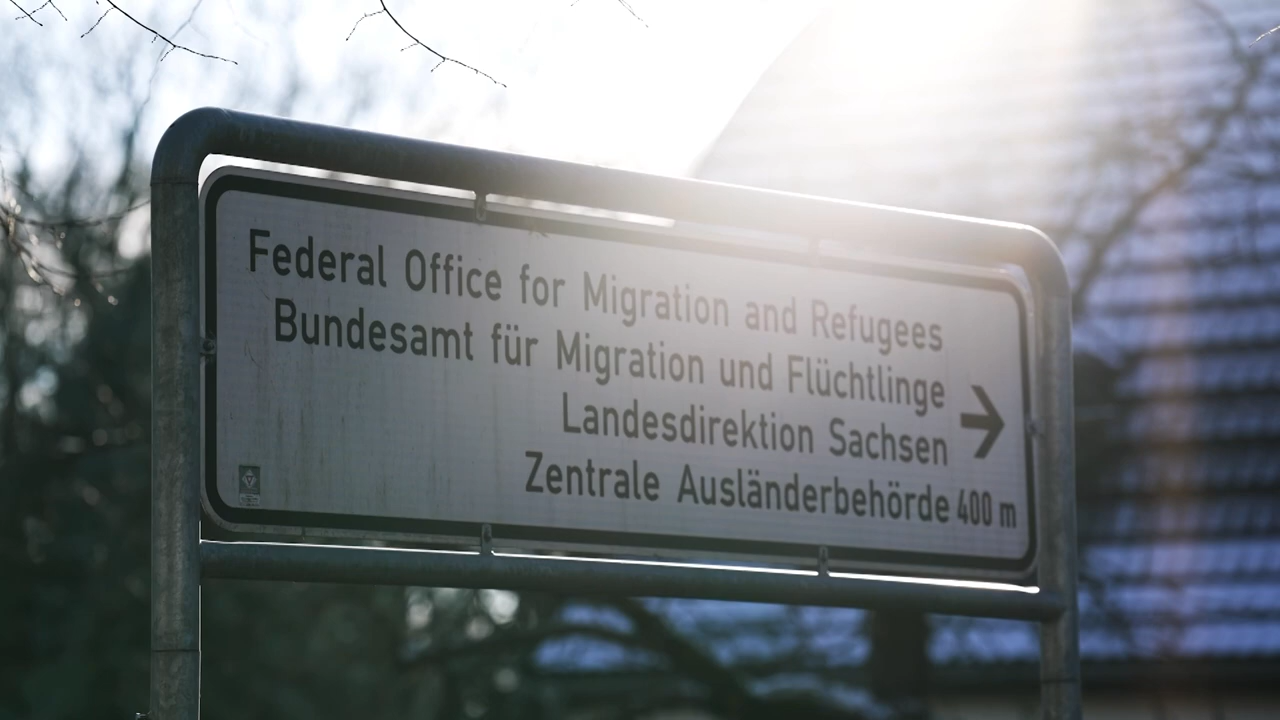 Federal Office for Migration and Refugees
Bundesamt für Migration und Flüchtlinge
Landesdirektion Sachsen
Zentrale Ausländerbehörde 400 m